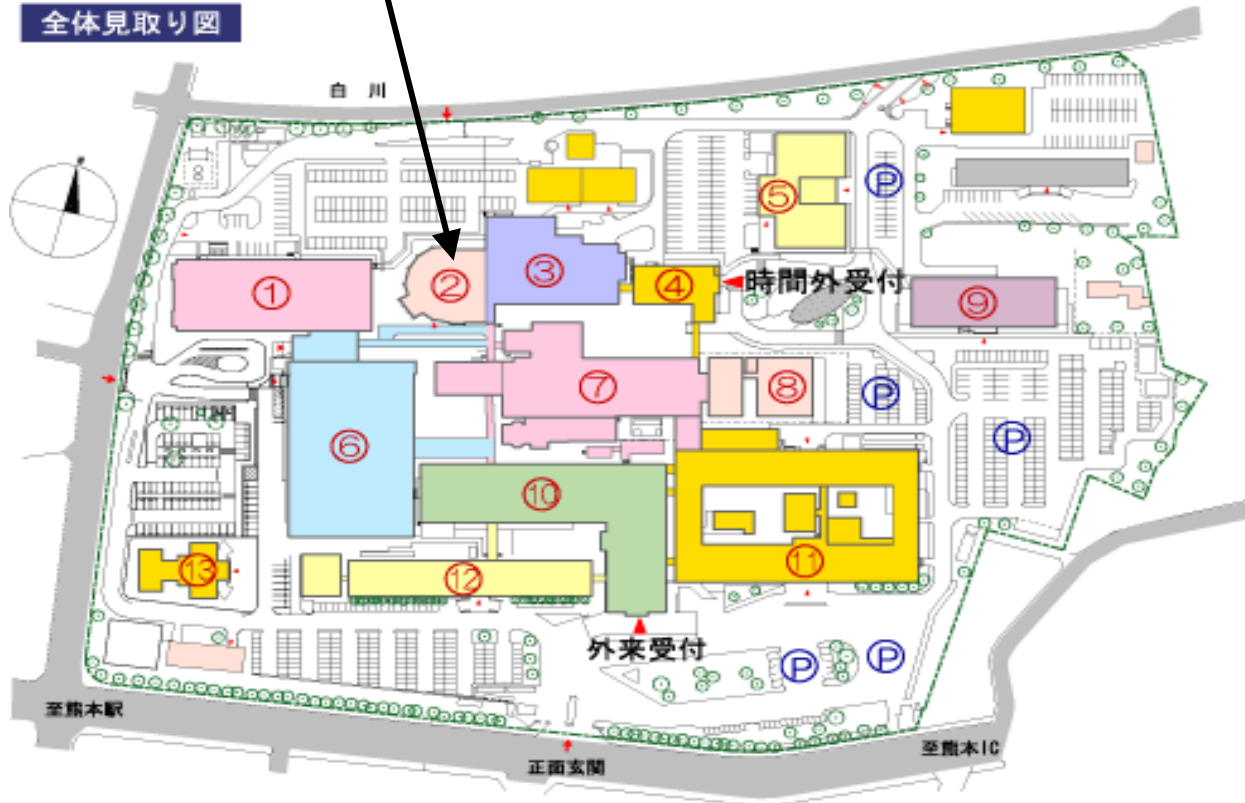 全体見取り図
白 川
⑤
Ⓟ
③
②
①
④
時間外受付
⑨
⑦
⑧
Ⓟ
⑥
Ⓟ
⑩
⑪
⑬
⑫
外来受付
Ⓟ
Ⓟ
至熊本駅
正面玄関
至熊本IC